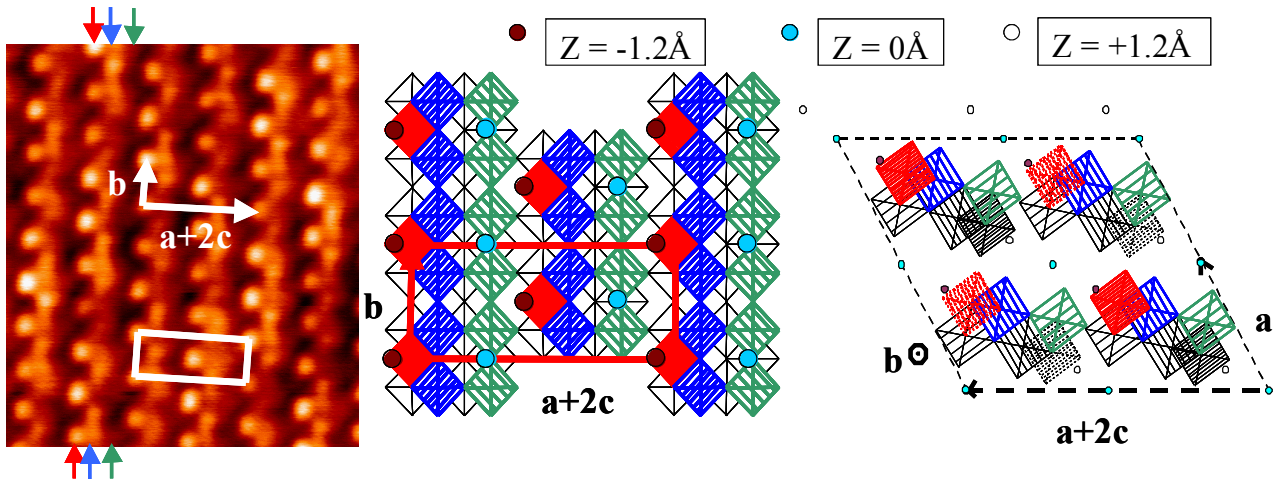 Z = -1.2Å
Z = 0Å
Z = +1.2Å
b
a+2c
b
a+2c
b
a
a+2c